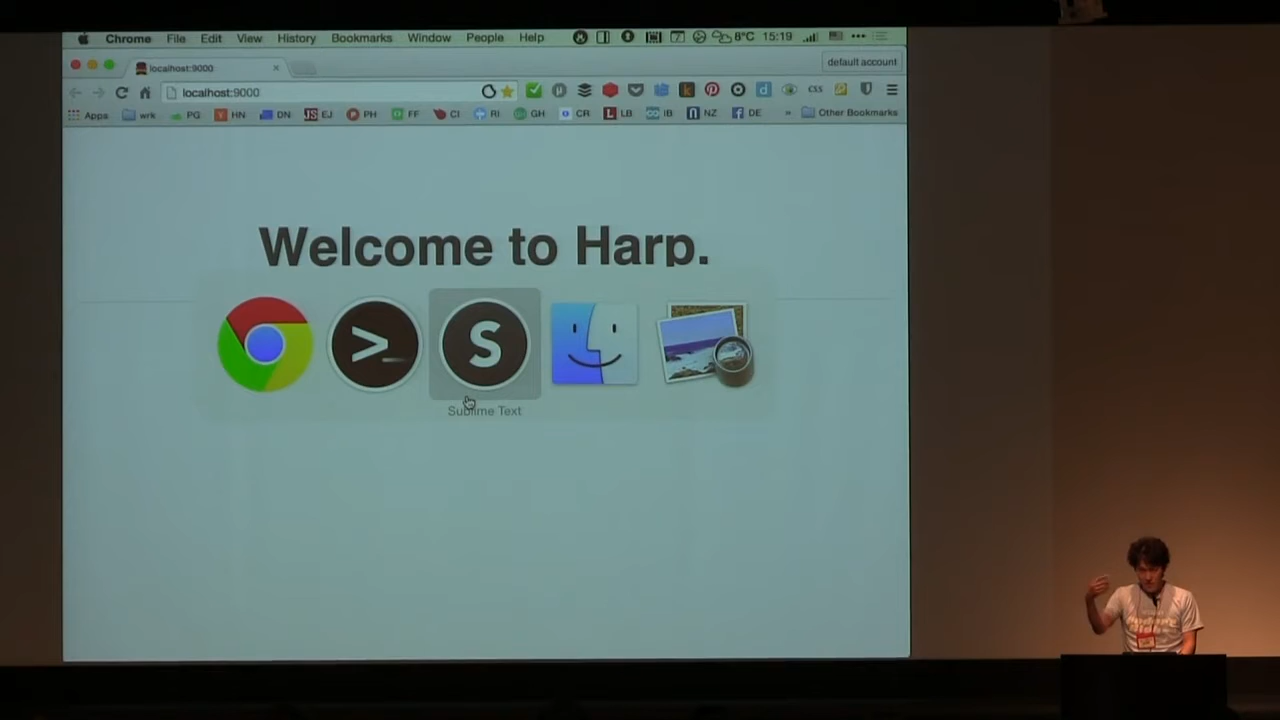 Chrome File Edit View History Bookmarks Window People Help 8°C 15:19
localhost:9000 default account
localhost:9000 css
Apps wrk PG HN DN EJ PH FF CI RI GH CR LB IB NZ DE » Other Bookmarks
Welcome to Harp.
Sublime Text